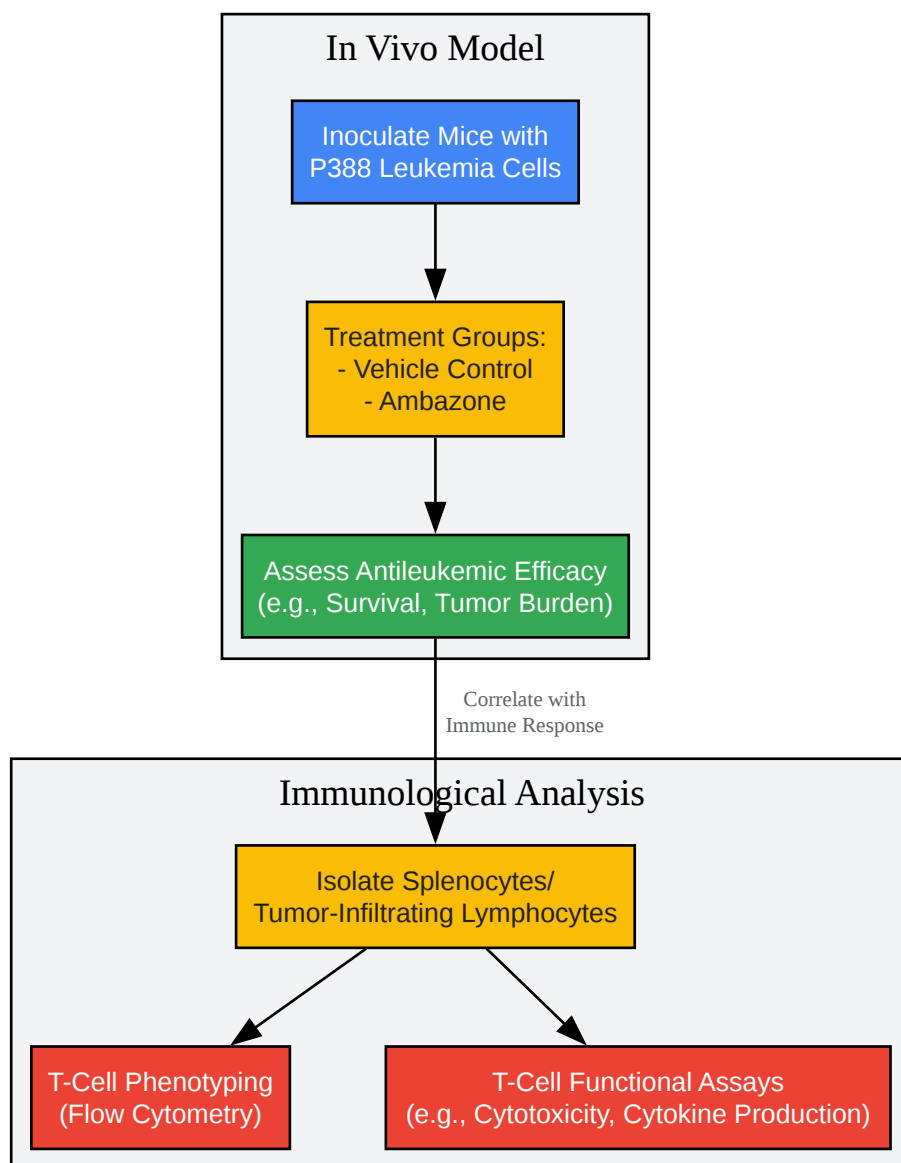 In Vivo Model
Inoculate Mice with
P388 Leukemia Cells
Treatment Groups:
- Vehicle Control
- Ambazone
Assess Antileukemic Efficacy
(e.g., Survival, Tumor Burden)
Correlate with
Immune Response
Immunological Analysis
Isolate Splenocytes/
Tumor-Infiltrating Lymphocytes
T-Cell Phenotyping
(Flow Cytometry)
T-Cell Functional Assays
(e.g., Cytotoxicity, Cytokine Production)